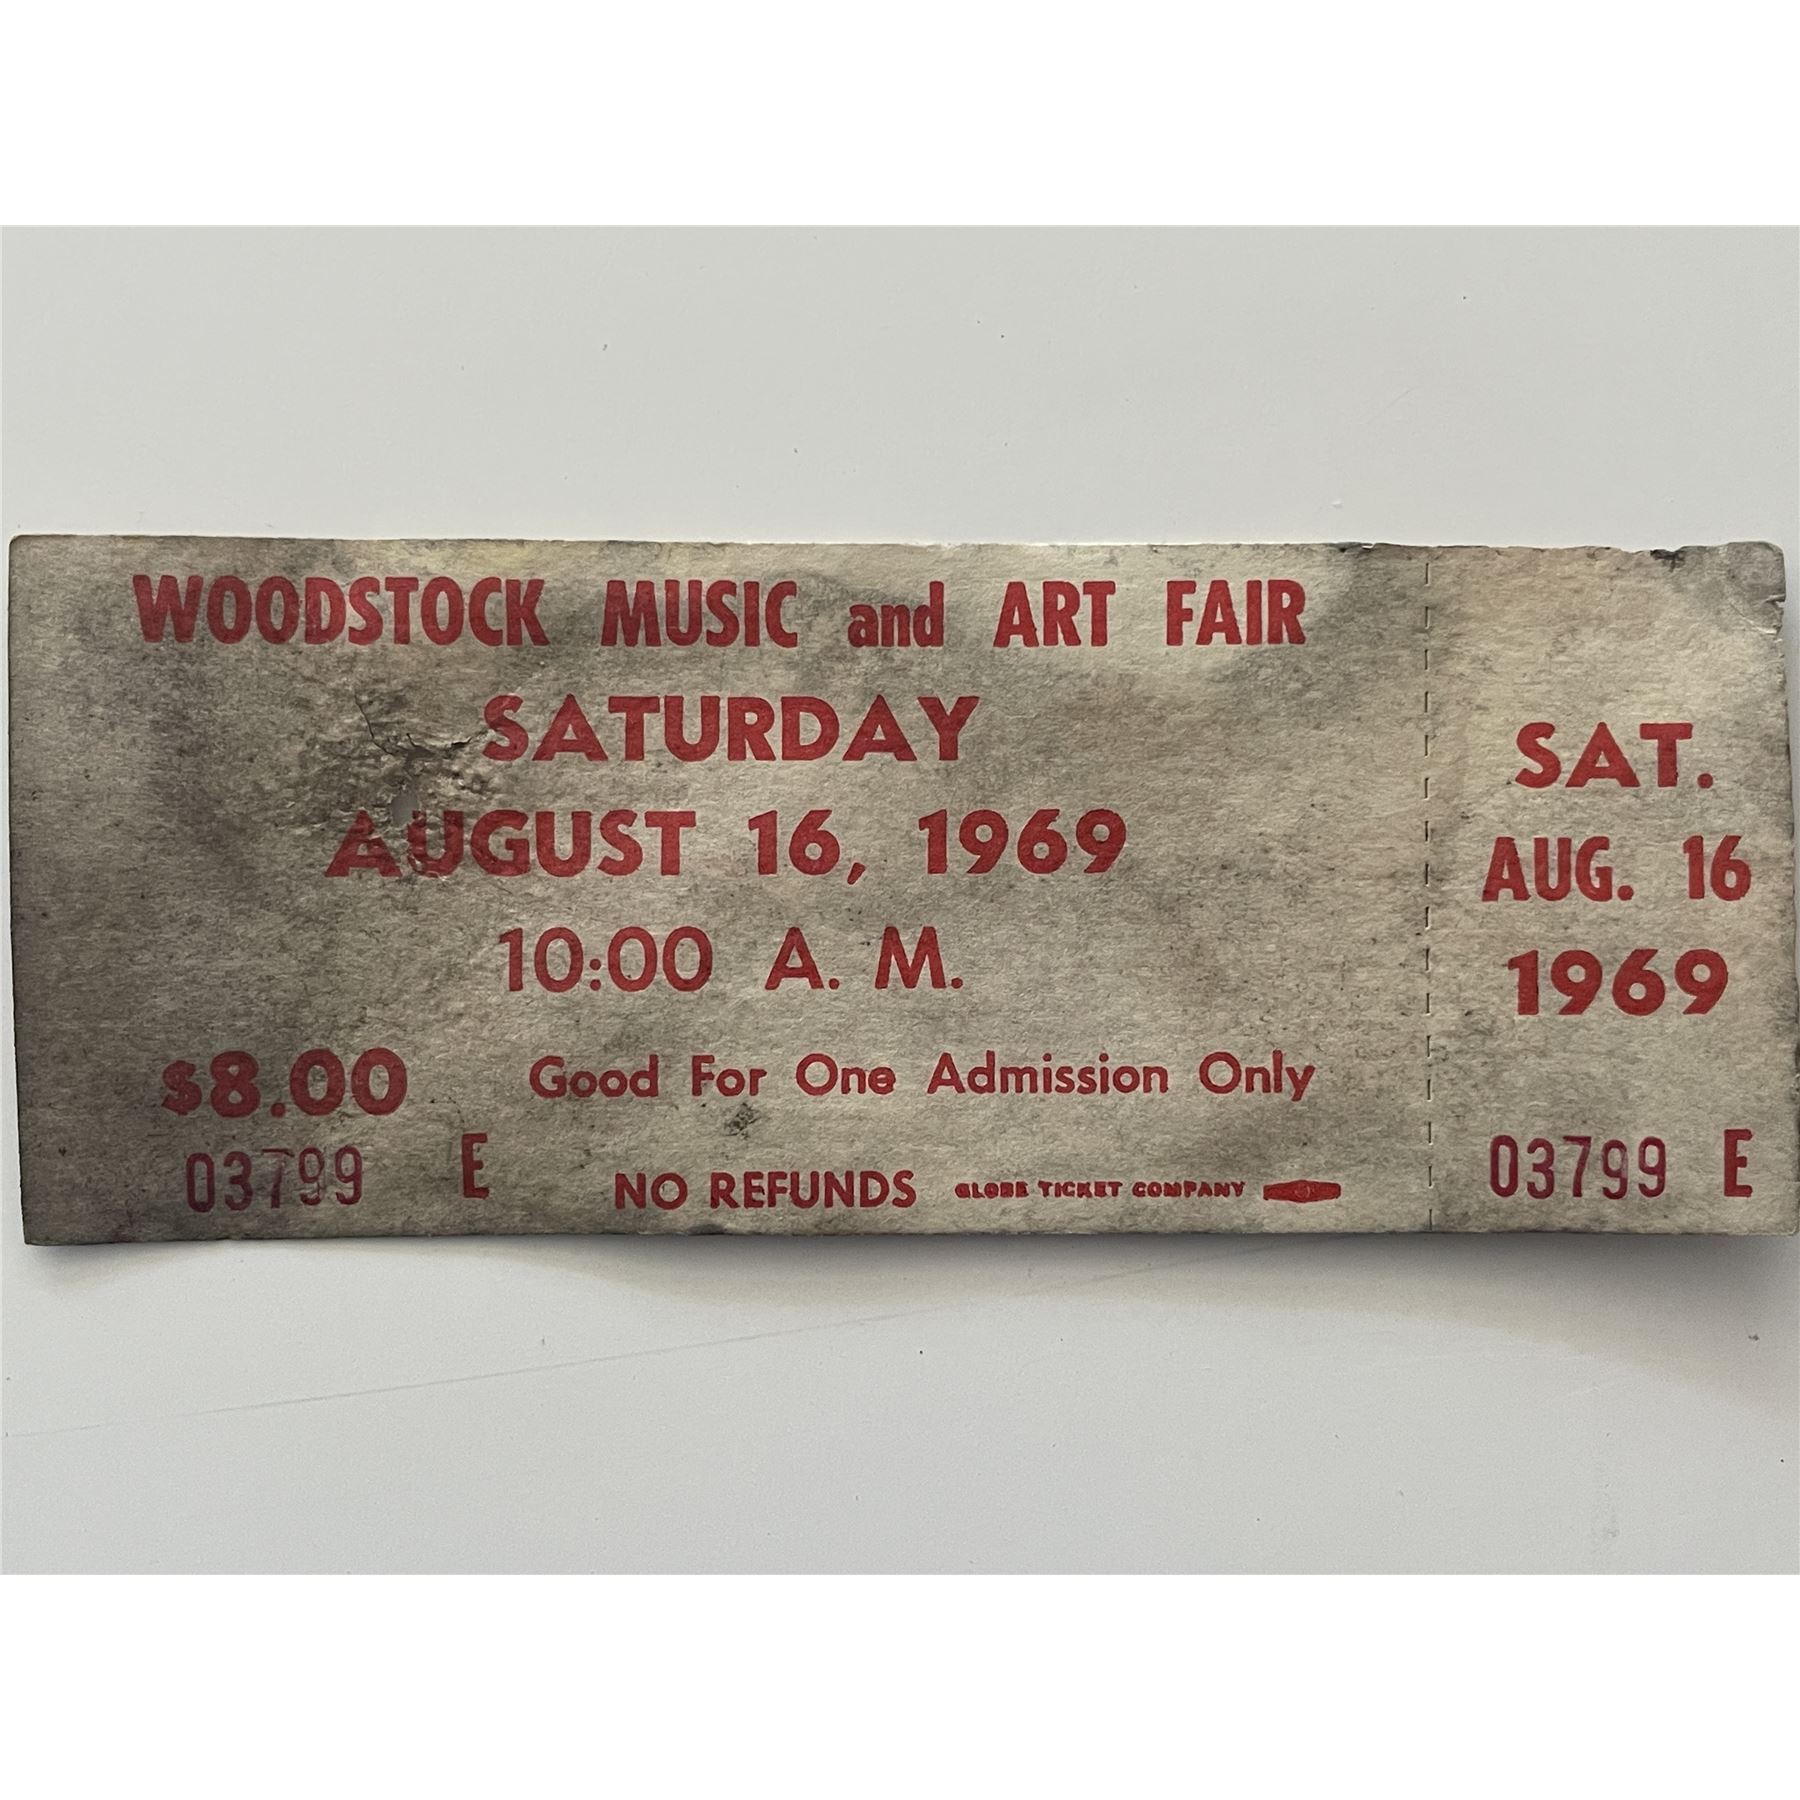 WOODSTOCK MUSIC and ART FAIR
SATURDAY
AUGUST 16, 1969
10:00 A. M.
$8.00 Good For One Admission Only
03799 E NO REFUNDS GLOBE TICKET COMPANY
SAT.
AUG. 16
1969
03799 E